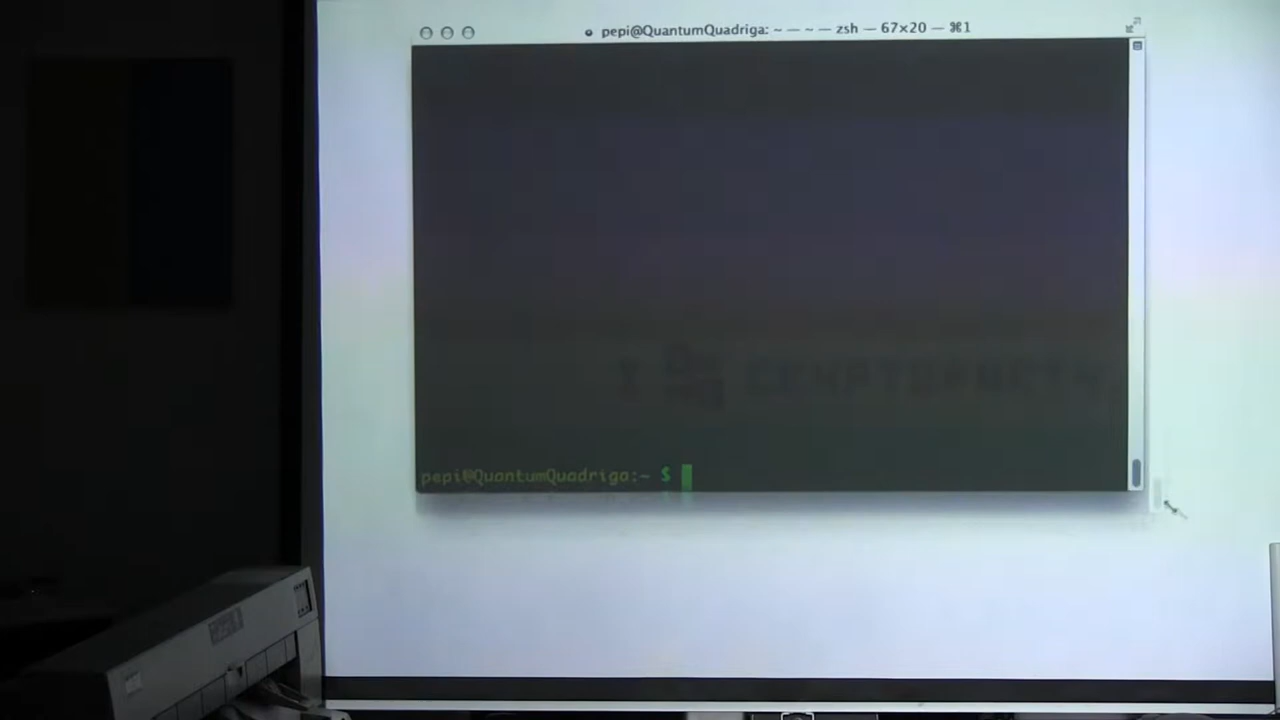 pepi@QuantumQuadriga: ~ — ~ — zsh — 67×20 — ⌘1
pepi@QuantumQuadriga:~ $